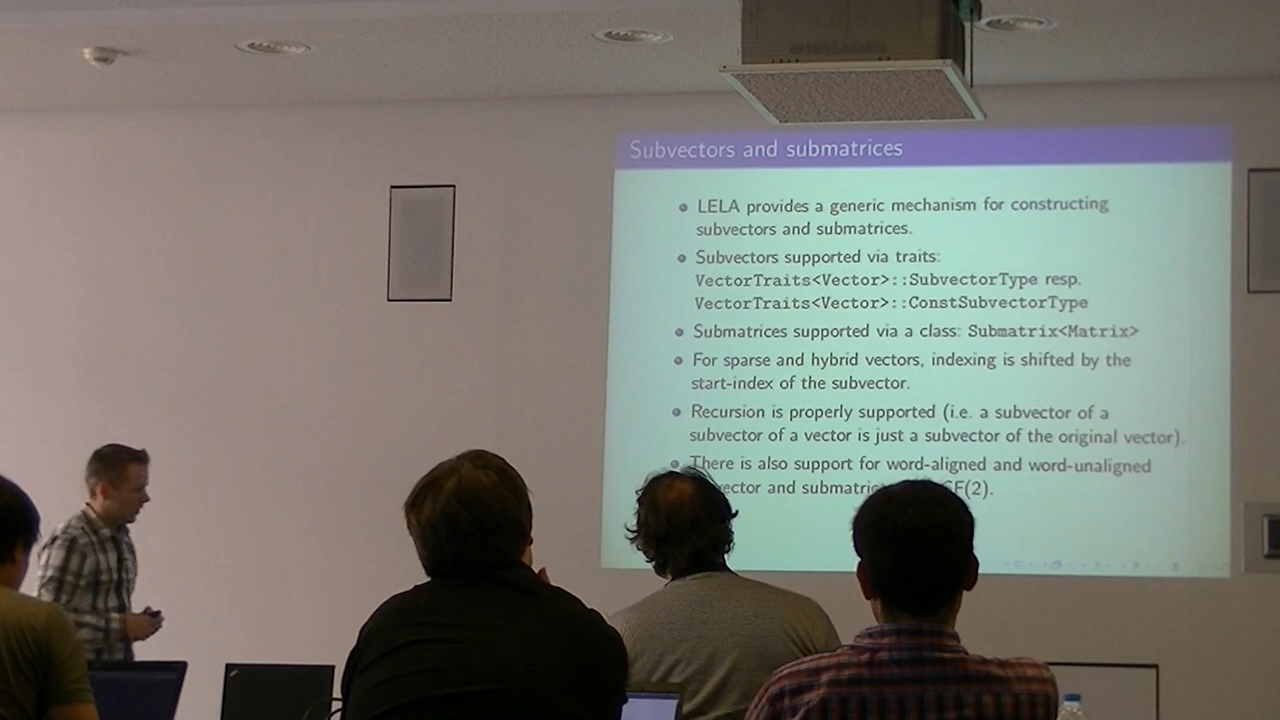 Subvectors and submatrices
LELA provides a generic mechanism for constructing
subvectors and submatrices.
Subvectors supported via traits:
VectorTraits<Vector>::SubvectorType resp.
VectorTraits<Vector>::ConstSubvectorType
Submatrices supported via a class: Submatrix<Matrix>
For sparse and hybrid vectors, indexing is shifted by the
start-index of the subvector.
Recursion is properly supported (i.e. a subvector of a
subvector of a vector is just a subvector of the original vector).
There is also support for word-aligned and word-unaligned
vector and GF(2).